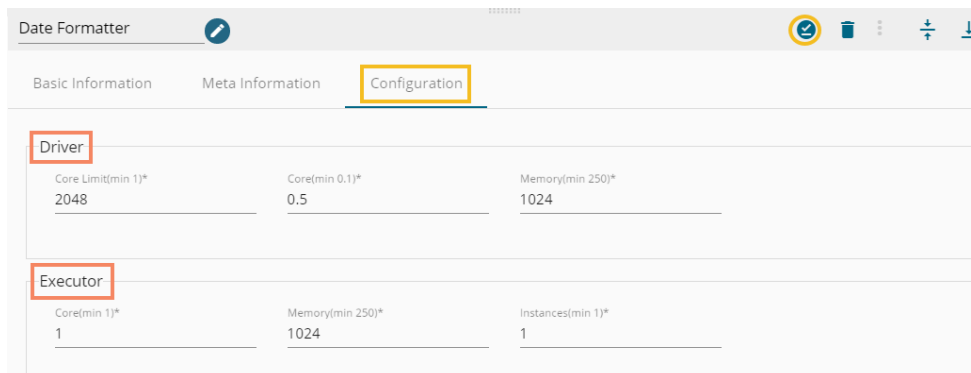 Date Formatter
Basic Information Meta Information Configuration
Driver
Core Limit(min 1)* Core(min 0.1)* Memory(min 250)*
2048 0.5 1024
Executor
Core(min 1)* Memory(min 250)* Instances(min 1)*
1 1024 1